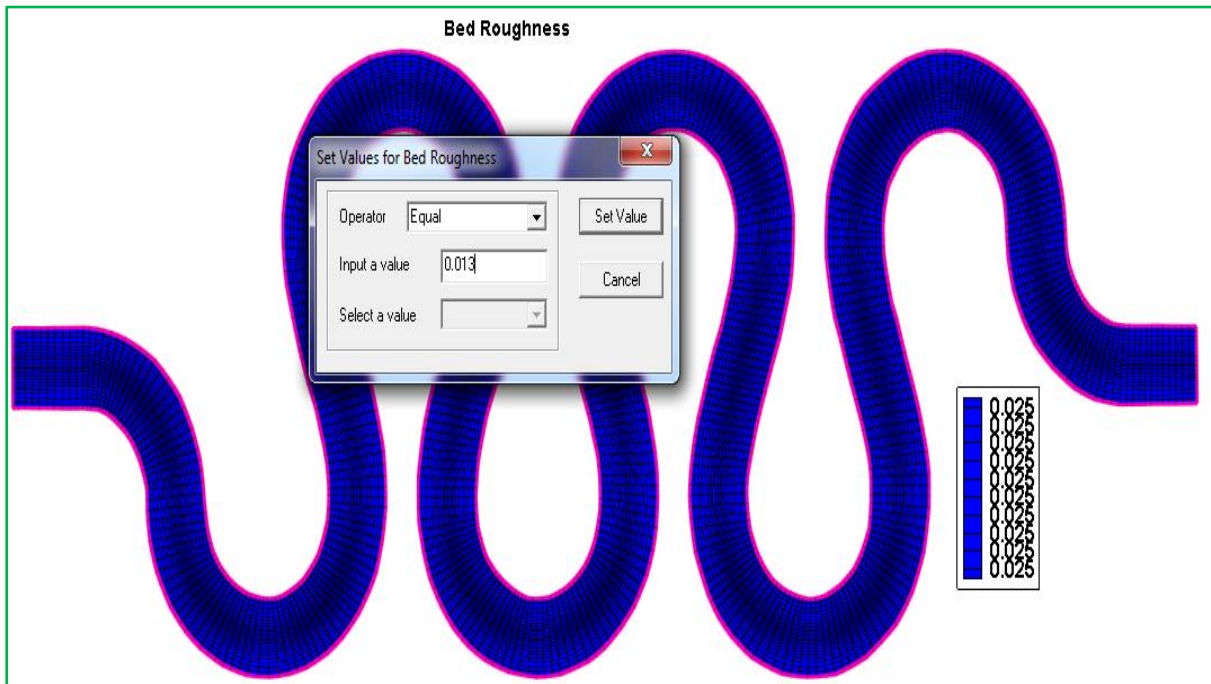 Bed Roughness
Set Values for Bed Roughness
X
Operator Equal Set Value
Input a value 0.013 Cancel
Select a value
0.025
0.025
0.025
0.025
0.025
0.025
0.025
0.025
0.025
0.025